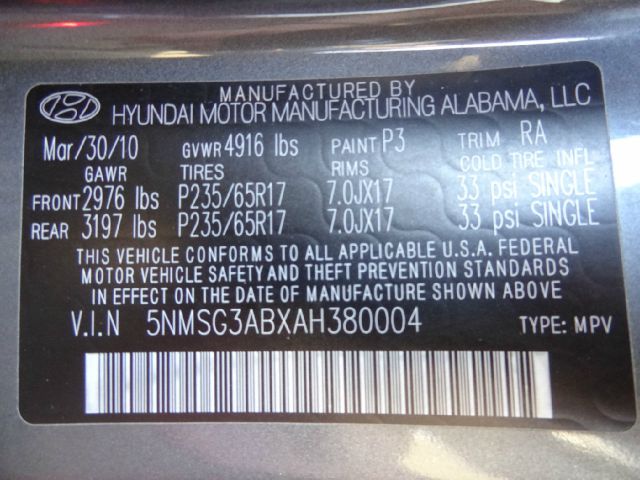 MANUFACTURED BY
HYUNDAI MOTOR MANUFACTURING ALABAMA, LLC
Mar/30/10 GVWR 4916 lbs PAINT P3 TRIM RA
GAWR TIRES RIMS COLD TIRE INFL
FRONT 2976 lbs P235/65R17 7.0JX17 33 psi SINGLE
REAR 3197 lbs P235/65R17 7.0JX17 33 psi SINGLE
THIS VEHICLE CONFORMS TO ALL APPLICABLE U.S.A. FEDERAL
MOTOR VEHICLE SAFETY AND THEFT PREVENTION STANDARDS
IN EFFECT ON THE DATE OF MANUFACTURE SHOWN ABOVE.
V.I.N 5NMSG3ABXAH380004 TYPE: MPV